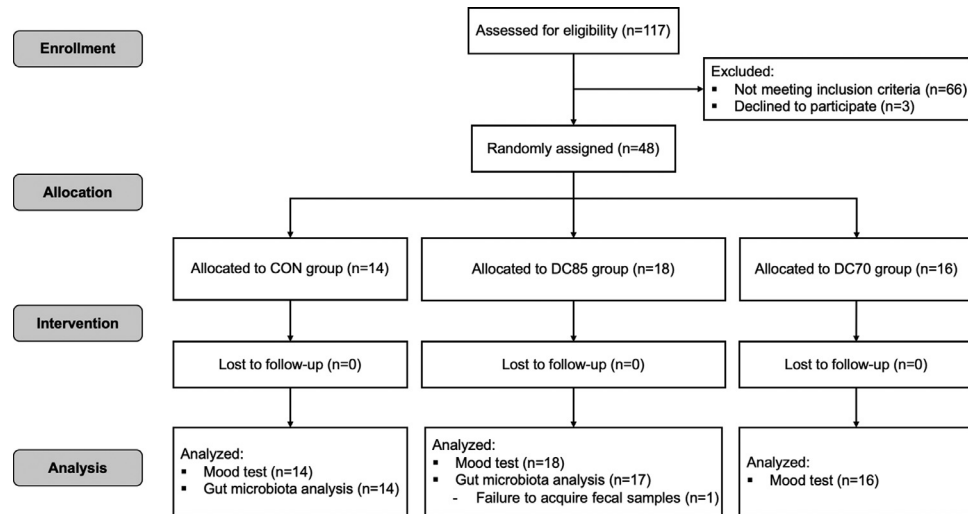 Enrollment
Assessed for eligibility (n=117)
Excluded:
▪ Not meeting inclusion criteria (n=66)
▪ Declined to participate (n=3)
Randomly assigned (n=48)
Allocation
Allocated to CON group (n=14)
Allocated to DC85 group (n=18)
Allocated to DC70 group (n=16)
Intervention
Lost to follow-up (n=0)
Lost to follow-up (n=0)
Lost to follow-up (n=0)
Analysis
Analyzed:
▪ Mood test (n=14)
▪ Gut microbiota analysis (n=14)
Analyzed:
▪ Mood test (n=18)
▪ Gut microbiota analysis (n=17)
- Failure to acquire fecal samples (n=1)
Analyzed:
▪ Mood test (n=16)